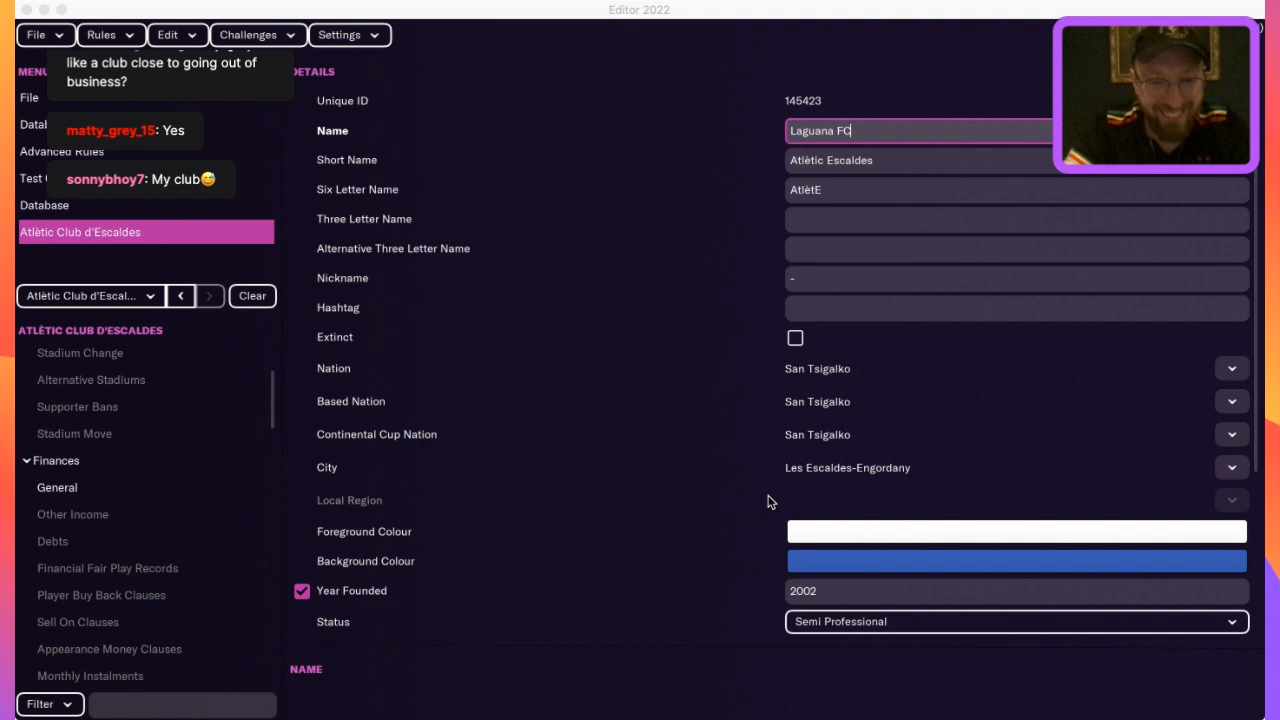 Editor 2022
File
Rules
Edit
Challenges
Settings
like a club close to going out of
business?
matty_grey_15: Yes
sonnybhoy7: My club😅
File
Advanced Rules
Database
Atlètic Club d'Escaldes
Atlètic Club d'Escal...
Clear
ATLÈTIC CLUB D'ESCALDES
Stadium Change
Alternative Stadiums
Supporter Bans
Stadium Move
Finances
General
Other Income
Debts
Financial Fair Play Records
Player Buy Back Clauses
Sell On Clauses
Appearance Money Clauses
Monthly Instalments
Filter
DETAILS
Unique ID 145423
Name Laguana FC
Short Name Atlètic Escaldes
Six Letter Name AtlètE
Three Letter Name
Alternative Three Letter Name
Nickname -
Hashtag
Extinct
Nation San Tsigalko
Based Nation San Tsigalko
Continental Cup Nation San Tsigalko
City Les Escaldes-Engordany
Local Region
Foreground Colour
Background Colour
Year Founded 2002
Status Semi Professional
NAME